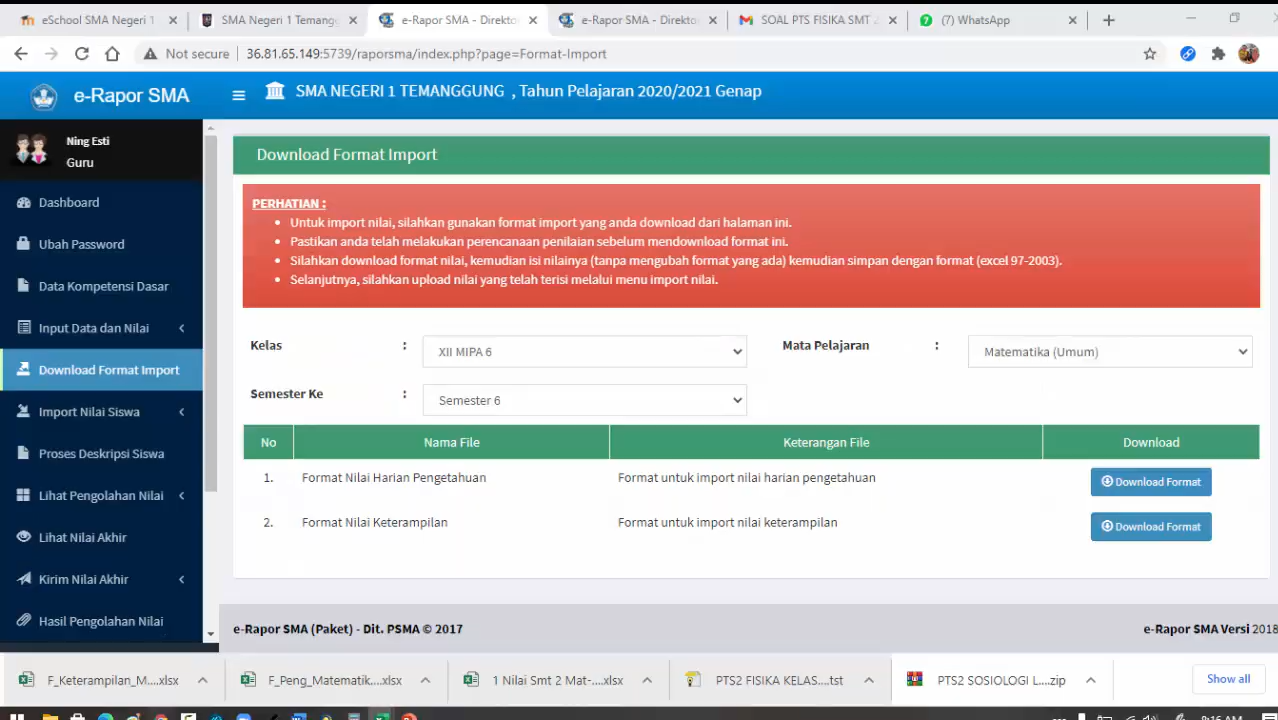 eSchool SMA Negeri 1
SMA Negeri 1 Temangg
e-Rapor SMA - Direkto
e-Rapor SMA - Direkto
SOAL PTS FISIKA SMT
(7) WhatsApp
Not secure
36.81.65.149:5739/raporsma/index.php?page=Format-Import
e-Rapor SMA
SMA NEGERI 1 TEMANGGUNG , Tahun Pelajaran 2020/2021 Genap
Ning Esti
Guru
Dashboard
Ubah Password
Data Kompetensi Dasar
Input Data dan Nilai
Download Format Import
Import Nilai Siswa
Proses Deskripsi Siswa
Lihat Pengolahan Nilai
Lihat Nilai Akhir
Kirim Nilai Akhir
Hasil Pengolahan Nilai
Download Format Import
PERHATIAN :
• Untuk import nilai, silahkan gunakan format import yang anda download dari halaman ini.
• Pastikan anda telah melakukan perencanaan penilaian sebelum mendownload format ini.
• Silahkan download format nilai, kemudian isi nilainya (tanpa mengubah format yang ada) kemudian simpan dengan format (excel 97-2003).
• Selanjutnya, silahkan upload nilai yang telah terisi melalui menu import nilai.
Kelas : XII MIPA 6 Mata Pelajaran : Matematika (Umum)
Semester Ke : Semester 6
No Nama File Keterangan File Download
1. Format Nilai Harian Pengetahuan Format untuk import nilai harian pengetahuan Download Format
2. Format Nilai Keterampilan Format untuk import nilai keterampilan Download Format
e-Rapor SMA (Paket) - Dit. PSMA © 2017 e-Rapor SMA Versi 2018
F_Keterampilan_M....xlsx
F_Peng_Matematik....xlsx
1 Nilai Smt 2 Mat-....xlsx
PTS2 FISIKA KELAS....tst
PTS2 SOSIOLOGI L....zip
Show all